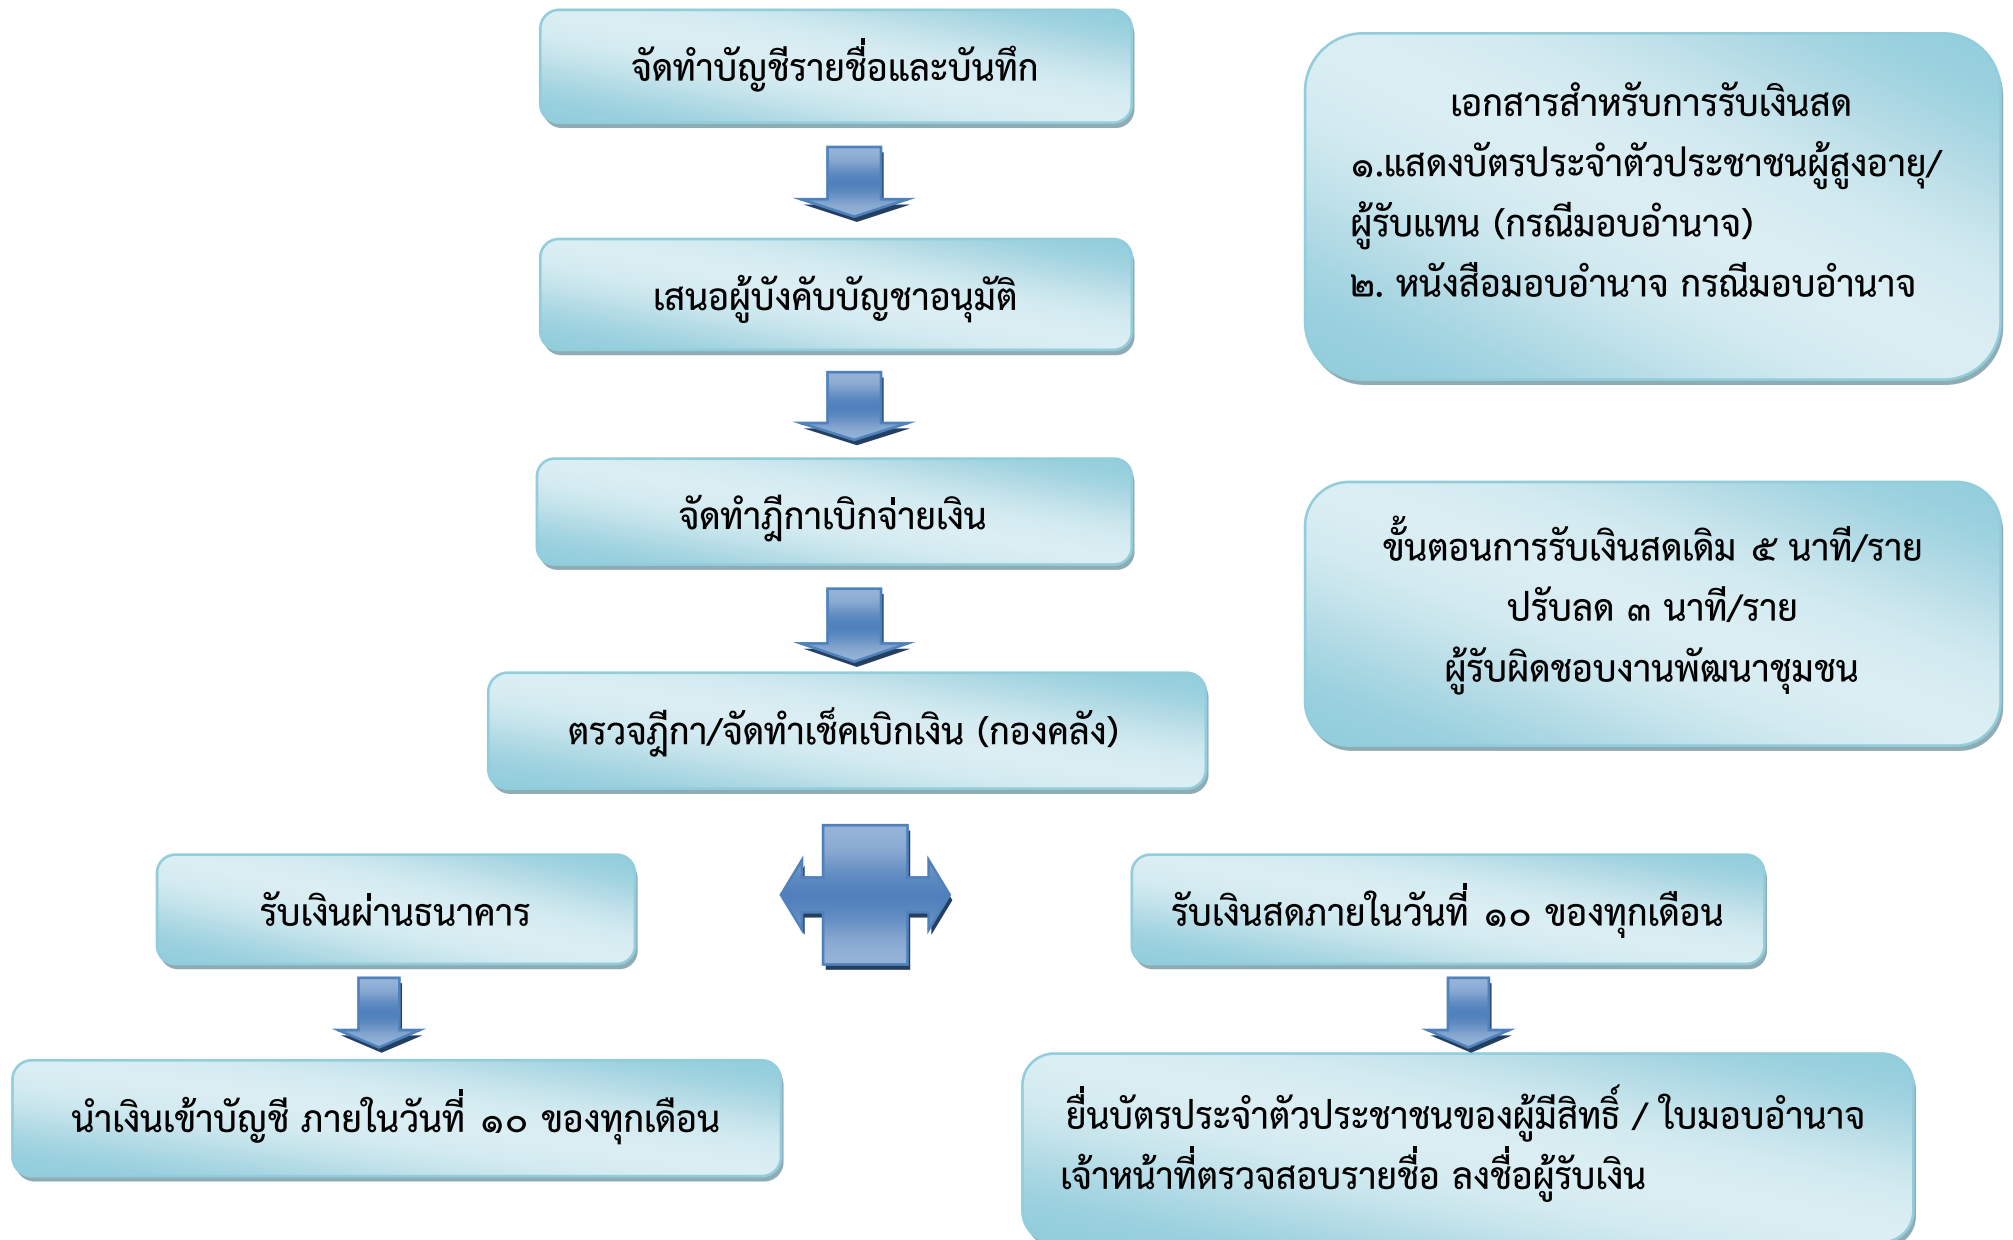 จัดทำบัญชีรายชื่อและบันทึก
เสนอผู้บังคับบัญชาอนุมัติ
จัดทำฎีกาเบิกจ่ายเงิน
ตรวจฎีกา/จัดทำเช็คเบิกเงิน (กองคลัง)
รับเงินผ่านธนาคาร
นำเงินเข้าบัญชี ภายในวันที่ ๑๐ ของทุกเดือน
รับเงินสดภายในวันที่ ๑๐ ของทุกเดือน
ยื่นบัตรประจำตัวประชาชนของผู้มีสิทธิ์ / ใบมอบอำนาจ
เจ้าหน้าที่ตรวจสอบรายชื่อ ลงชื่อผู้รับเงิน
เอกสารสำหรับการรับเงินสด
๑.แสดงบัตรประจำตัวประชาชนผู้สูงอายุ/
ผู้รับแทน (กรณีมอบอำนาจ)
๒. หนังสือมอบอำนาจ กรณีมอบอำนาจ
ขั้นตอนการรับเงินสดเดิม ๕ นาที/ราย
ปรับลด ๓ นาที/ราย
ผู้รับผิดชอบงานพัฒนาชุมชน